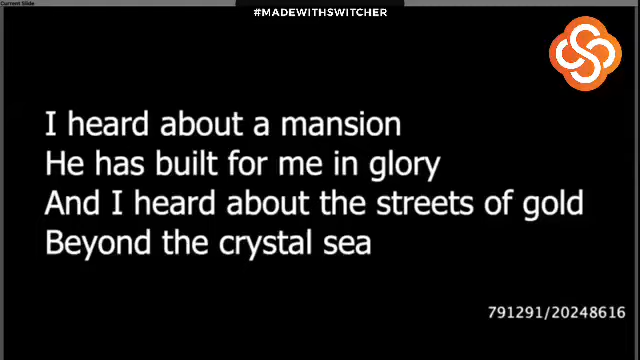 Current Slide
#MADEWITHSWITCHER
I heard about a mansion
He has built for me in glory
And I heard about the streets of gold
Beyond the crystal sea
791291/20248616